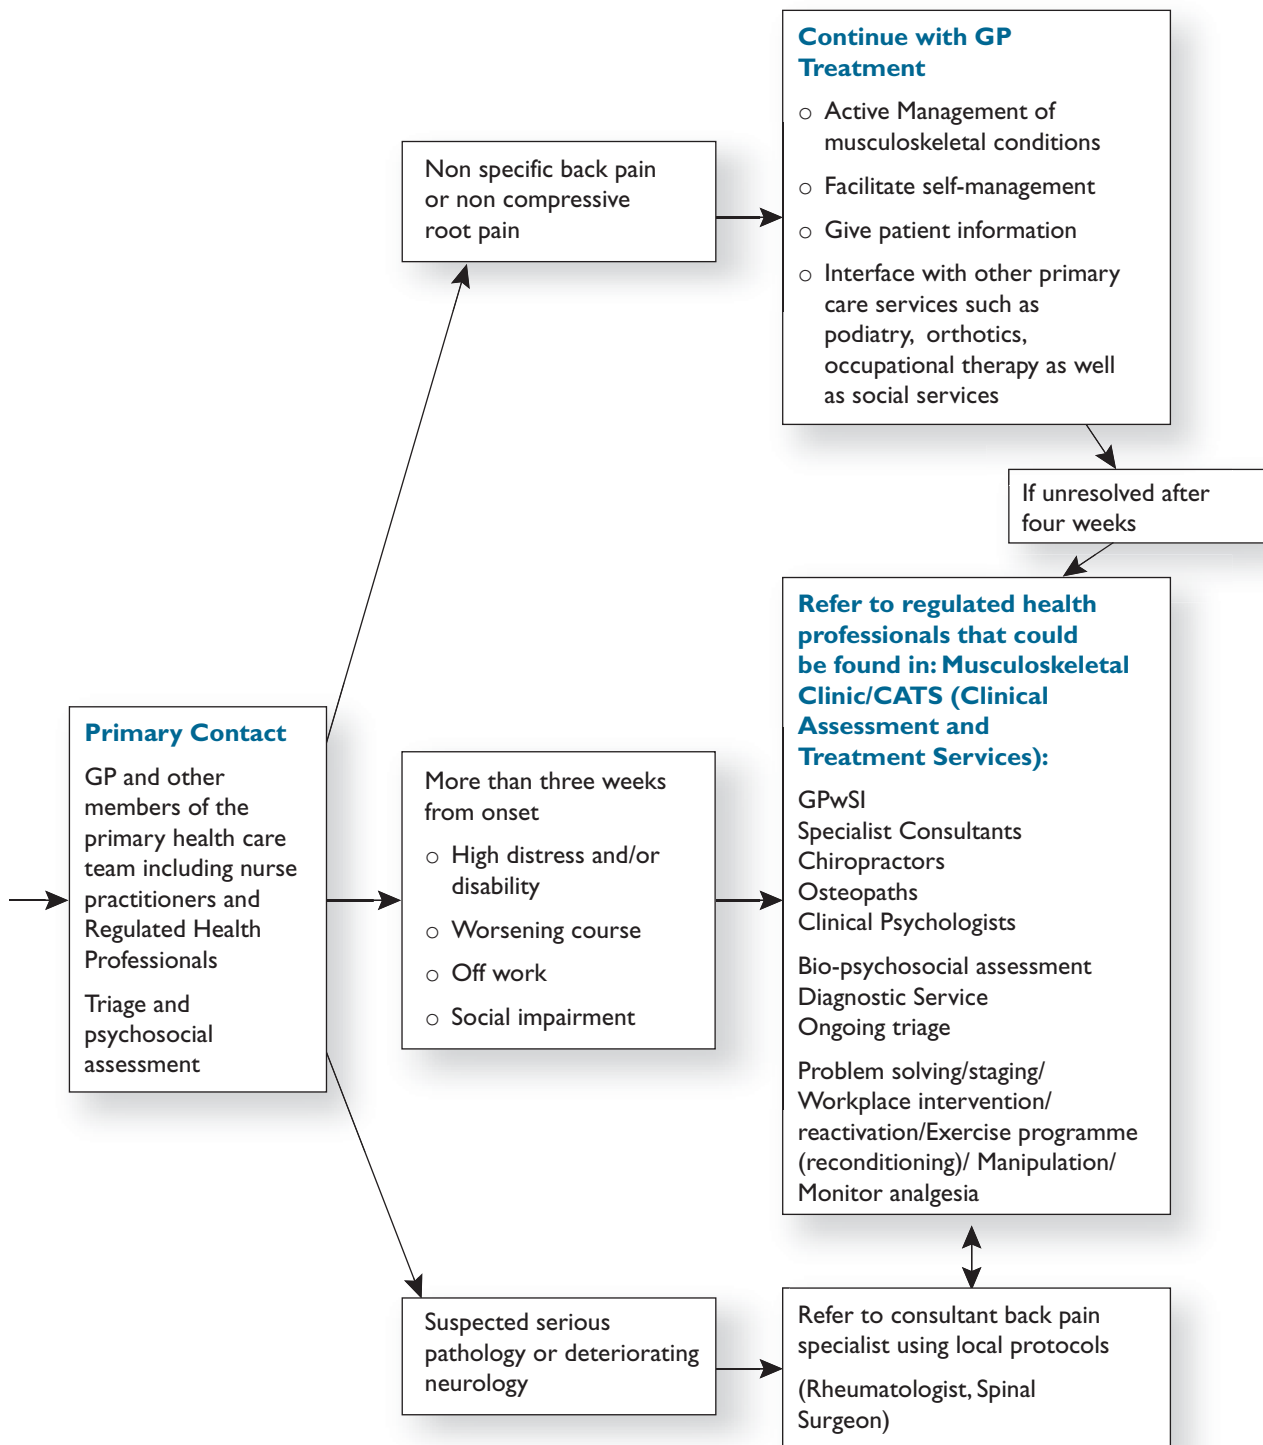 Continue with GP
Treatment
○ Active Management of
musculoskeletal conditions
○ Facilitate self-management
○ Give patient information
○ Interface with other primary
care services such as
podiatry, orthotics,
occupational therapy as well
as social services
Non specific back pain
or non compressive
root pain
If unresolved after
four weeks
Primary Contact
GP and other
members of the
primary health care
team including nurse
practitioners and
Regulated Health
Professionals
Triage and
psychosocial
assessment
More than three weeks
from onset
○ High distress and/or
disability
○ Worsening course
○ Off work
○ Social impairment
Refer to regulated health
professionals that could
be found in: Musculoskeletal
Clinic/CATS (Clinical
Assessment and
Treatment Services):
GPwSI
Specialist Consultants
Chiropractors
Osteopaths
Clinical Psychologists
Bio-psychosocial assessment
Diagnostic Service
Ongoing triage
Problem solving/staging/
Workplace intervention/
reactivation/Exercise programme
(reconditioning)/ Manipulation/
Monitor analgesia
Suspected serious
pathology or deteriorating
neurology
Refer to consultant back pain
specialist using local protocols
(Rheumatologist, Spinal
Surgeon)